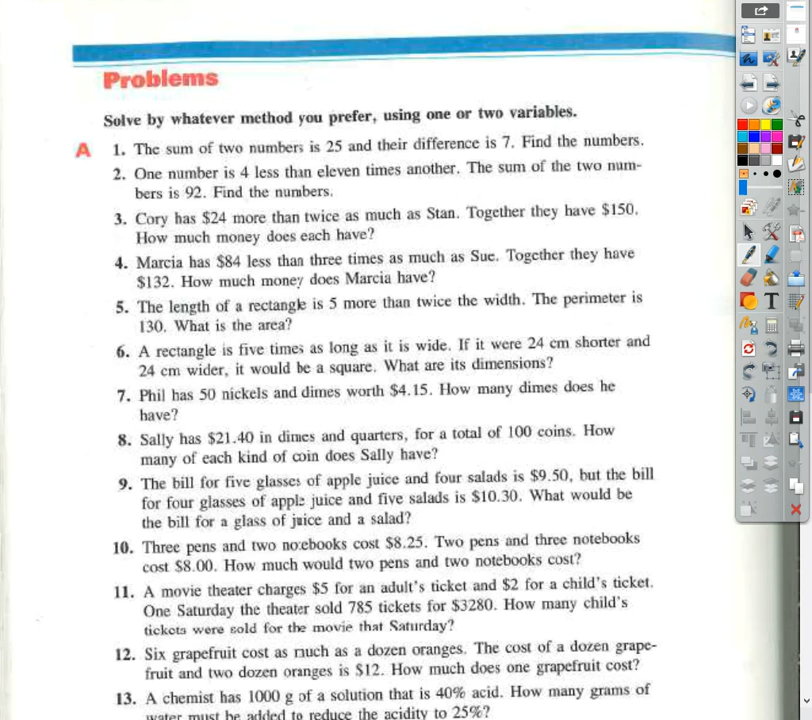 Problems
Solve by whatever method you prefer, using one or two variables.
A 1. The sum of two numbers is 25 and their difference is 7. Find the numbers.
2. One number is 4 less than eleven times another. The sum of the two num-
bers is 92. Find the numbers.
3. Cory has $24 more than twice as much as Stan. Together they have $150.
How much money does each have?
4. Marcia has $84 less than three times as much as Sue. Together they have
$132. How much money does Marcia have?
5. The length of a rectangle is 5 more than twice the width. The perimeter is
130. What is the area?
6. A rectangle is five times as long as it is wide. If it were 24 cm shorter and
24 cm wider, it would be a square. What are its dimensions?
7. Phil has 50 nickels and dimes worth $4.15. How many dimes does he
have?
8. Sally has $21.40 in dimes and quarters, for a total of 100 coins. How
many of each kind of coin does Sally have?
9. The bill for five glasses of apple juice and four salads is $9.50, but the bill
for four glasses of apple juice and five salads is $10.30. What would be
the bill for a glass of juice and a salad?
10. Three pens and two notebooks cost $8.25. Two pens and three notebooks
cost $8.00. How much would two pens and two notebooks cost?
11. A movie theater charges $5 for an adult's ticket and $2 for a child's ticket.
One Saturday the theater sold 785 tickets for $3280. How many child's
tickets were sold for the movie that Saturday?
12. Six grapefruit cost as much as a dozen oranges. The cost of a dozen grape-
fruit and two dozen oranges is $12. How much does one grapefruit cost?
13. A chemist has 1000 g of a solution that is 40% acid. How many grams of
water must be added to reduce the acidity to 25%?
T